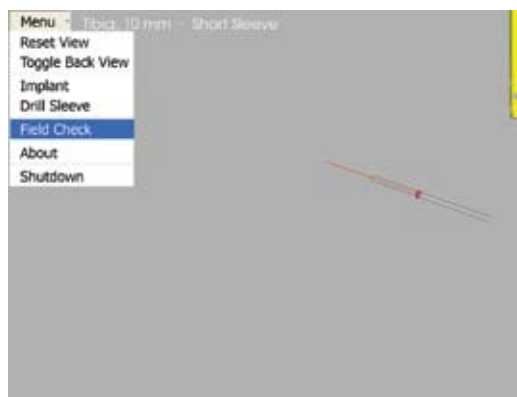 Menu Tibia, 10 mm - Short Sleeve
Reset View
Toggle Back View
Implant
Drill Sleeve
Field Check
About
Shutdown